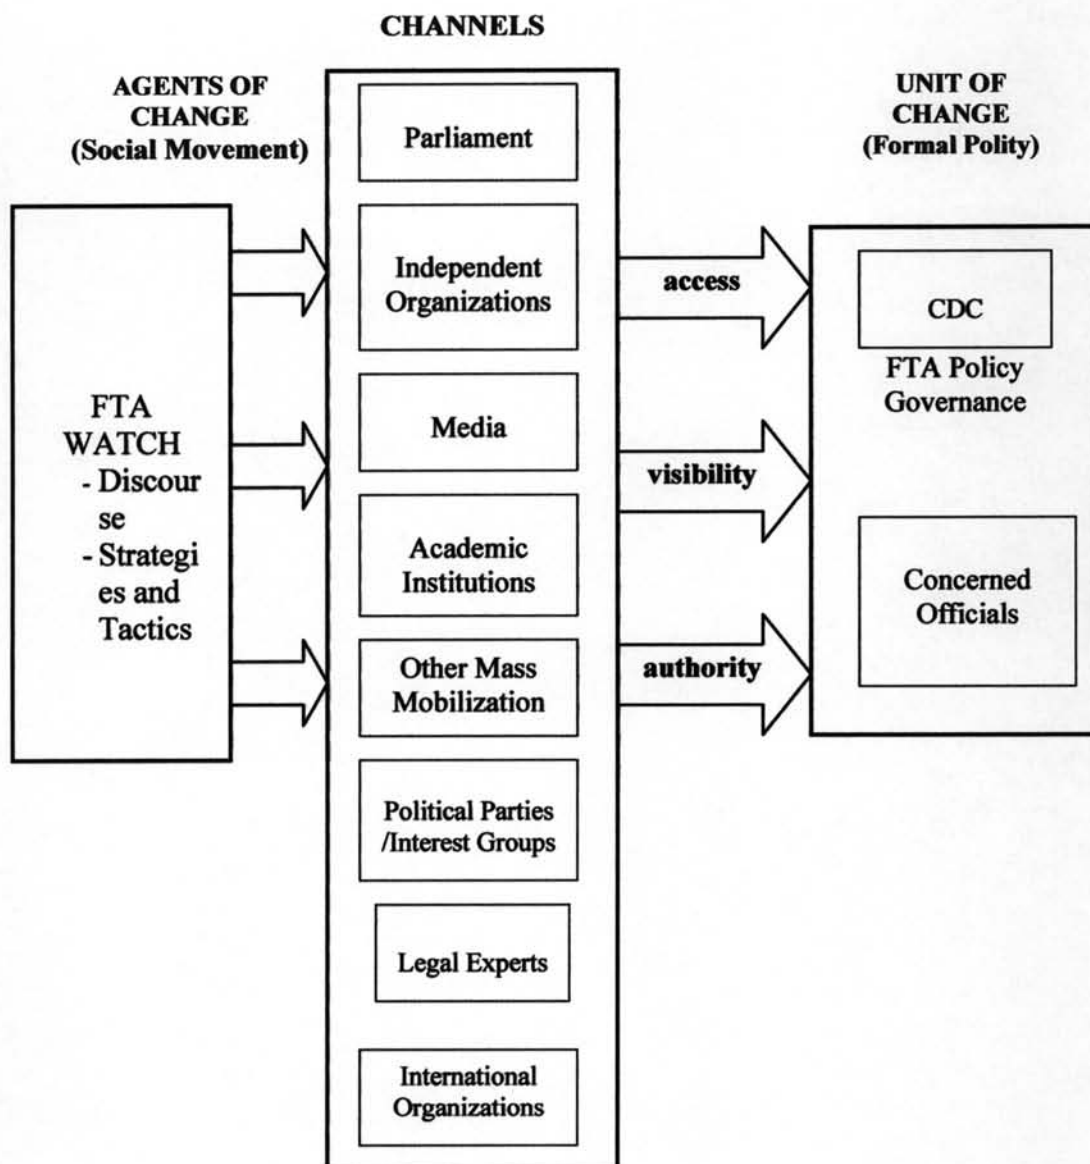 CHANNELS
AGENTS OF
CHANGE
(Social Movement)
UNIT OF
CHANGE
(Formal Polity)
FTA
WATCH
- Discour
se
- Strategi
es and
Tactics
Parliament
Independent
Organizations
Media
Academic
Institutions
Other Mass
Mobilization
Political Parties
/Interest Groups
Legal Experts
International
Organizations
access
visibility
authority
CDC
FTA Policy
Governance
Concerned
Officials